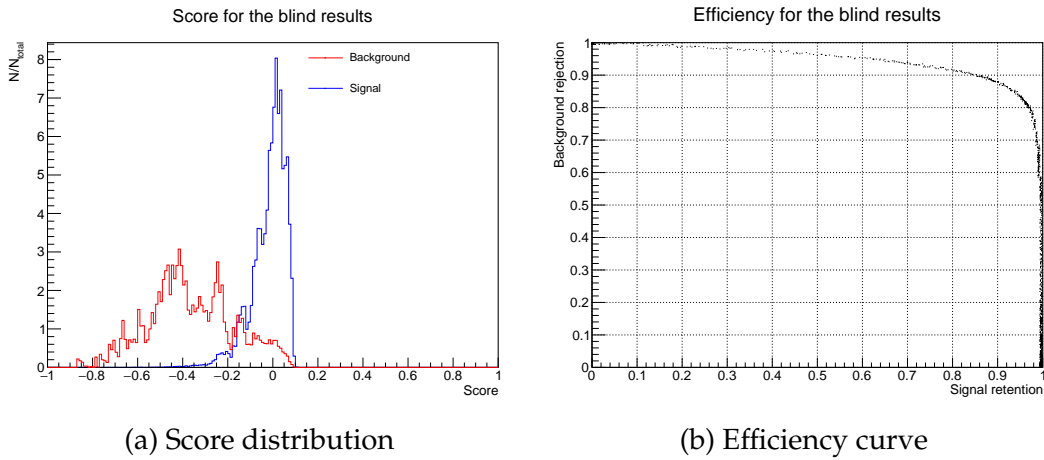 Score for the blind results
N/N_total
Background
Signal
8
7
6
5
4
3
2
1
0
−1 −0.8 −0.6 −0.4 −0.2 0 0.2 0.4 0.6 0.8 1
Score
(a) Score distribution
Efficiency for the blind results
Background rejection
1
0.9
0.8
0.7
0.6
0.5
0.4
0.3
0.2
0.1
0
0 0.1 0.2 0.3 0.4 0.5 0.6 0.7 0.8 0.9 1
Signal retention
(b) Efficiency curve